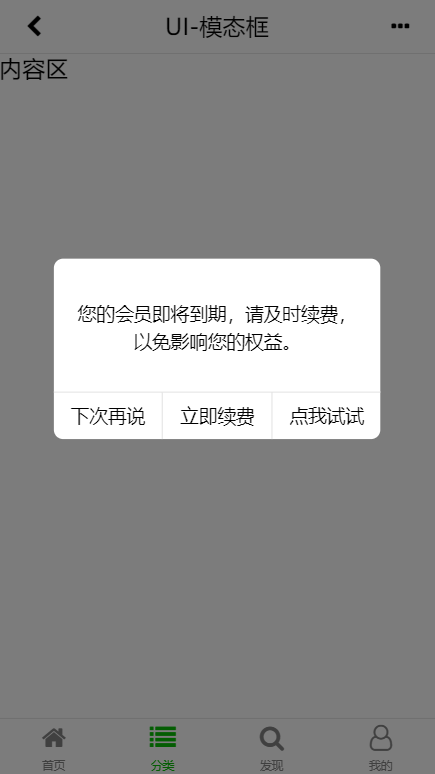 UI-模态框
内容区
您的会员即将到期，请及时续费，
以免影响您的权益。
下次再说 立即续费 点我试试
首页 分类 发现 我的